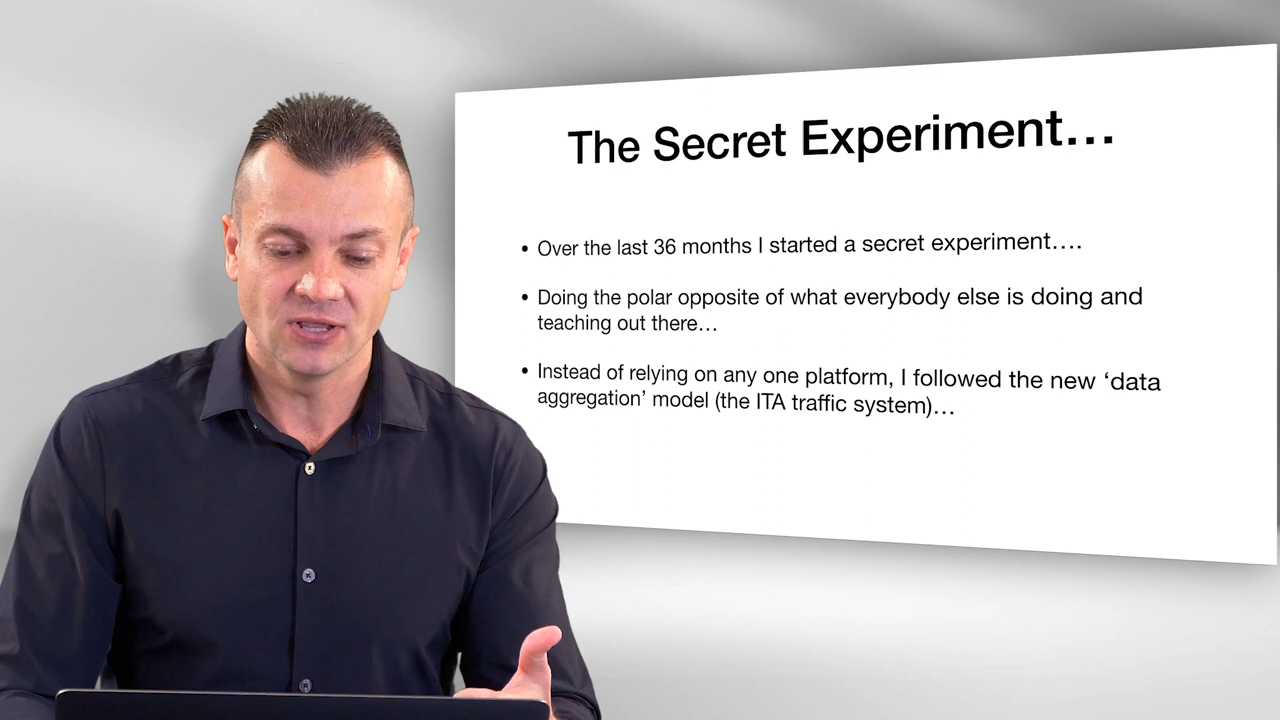 The Secret Experiment…
• Over the last 36 months I started a secret experiment….
• Doing the polar opposite of what everybody else is doing and
teaching out there…
• Instead of relying on any one platform, I followed the new ‘data
aggregation’ model (the ITA traffic system)…